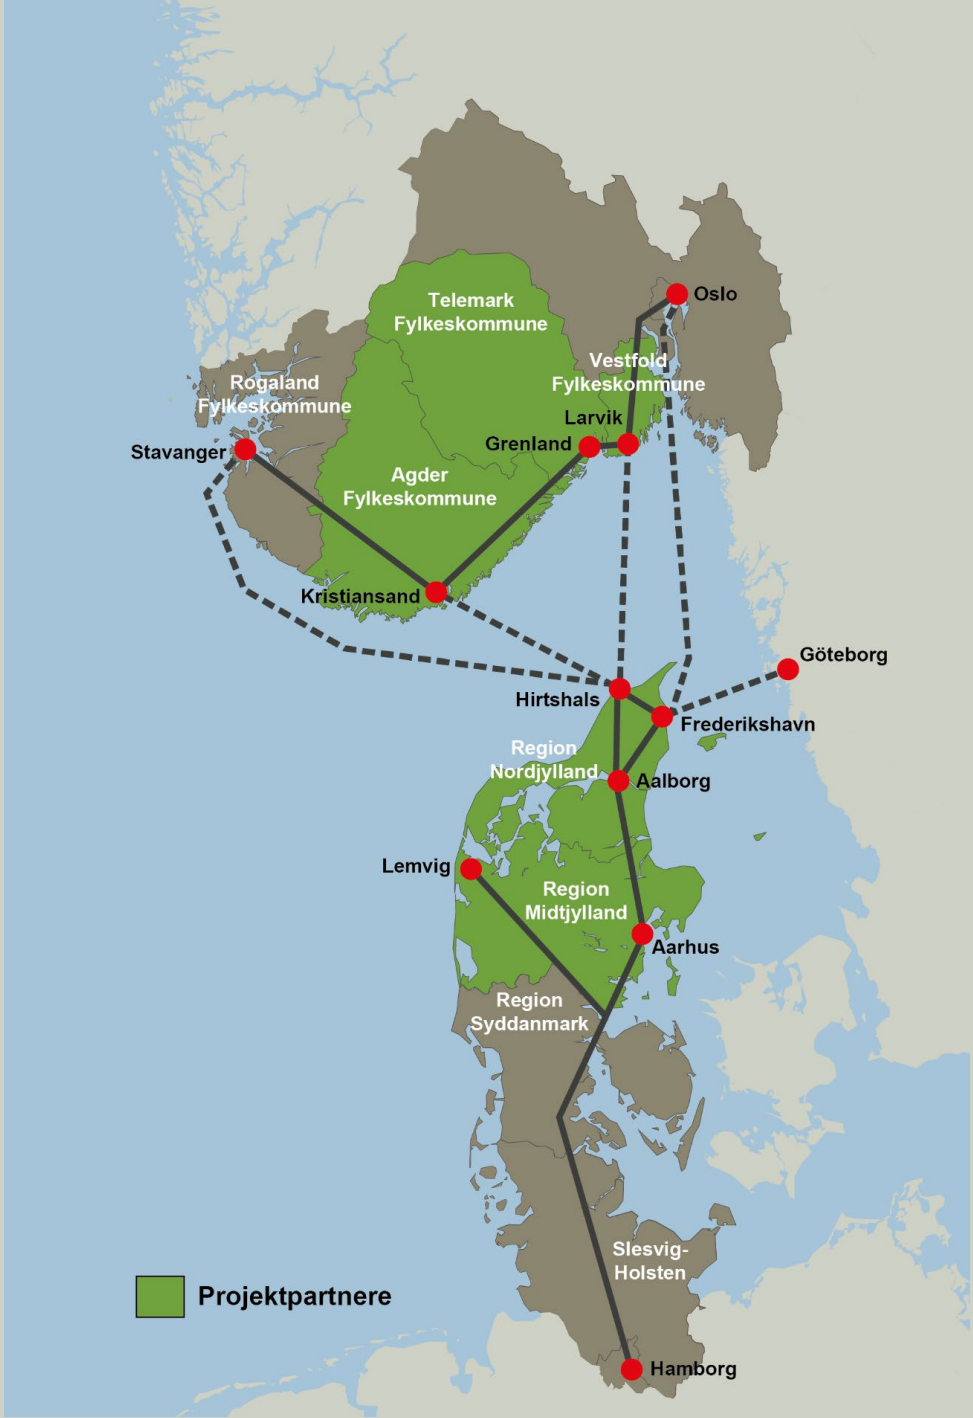 Oslo
Telemark
Fylkeskommune
Vestfold
Fylkeskommune
Rogaland
Fylkeskommune
Larvik
Grenland
Stavanger
Agder
Fylkeskommune
Kristiansand
Göteborg
Hirtshals
Frederikshavn
Region
Nordjylland
Aalborg
Lemvig
Region
Midtjylland
Aarhus
Region
Syddanmark
Slesvig-
Holsten
Projektpartnere
Hamborg